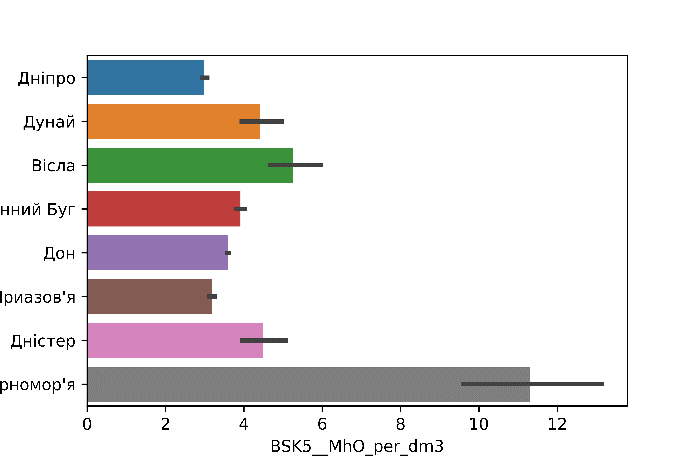 Дніпро
Дунай
Вісла
нний Буг
Дон
Приазов'я
Дністер
рномор'я
0 2 4 6 8 10 12
BSK5__MhO_per_dm3